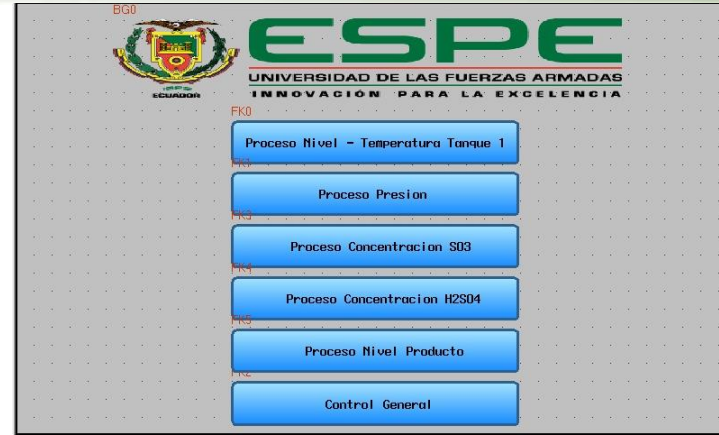 BG0
ESPE
UNIVERSIDAD DE LAS FUERZAS ARMADAS
INNOVACIÓN PARA LA EXCELENCIA
ECUADOR
FK0
Proceso Nivel - Temperatura Tanque 1
FK1
Proceso Presion
FK3
Proceso Concentracion SO3
FK4
Proceso Concentracion H2SO4
FK5
Proceso Nivel Producto
FK2
Control General